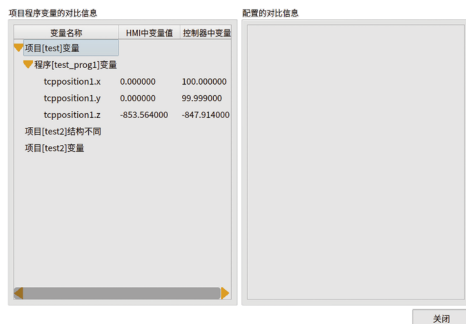 项目程序变量的对比信息
配置的对比信息
变量名称 HMI中变量值 控制器中变量
项目[test]变量
程序[test_prog1]变量
tcpposition1.x 0.000000 100.000000
tcpposition1.y 0.000000 99.999000
tcpposition1.z -853.564000 -847.914000
项目[test2]结构不同
项目[test2]变量
关闭